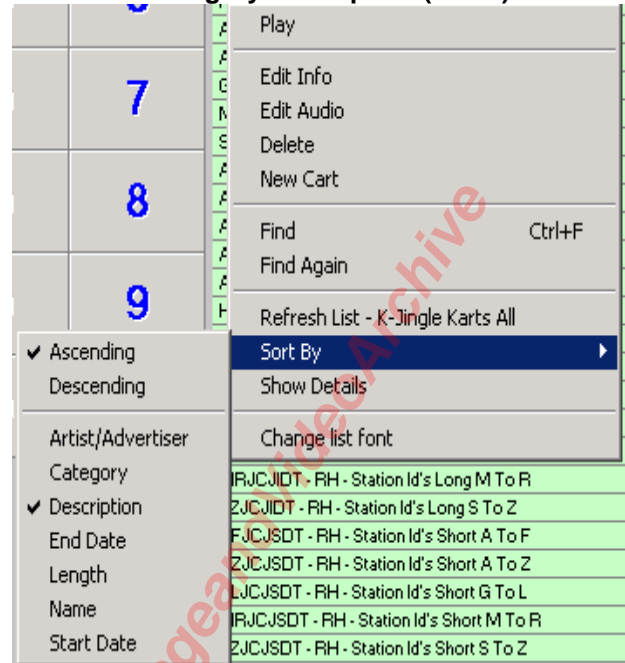 Play
Edit Info
7
Edit Audio
Delete
New Cart
8
Find Ctrl+F
Find Again
9
Refresh List - K-Jingle Karts All
✔ Ascending
Sort By
Descending
Show Details
Artist/Advertiser
Change list font
Category
IRJCJIDT - RH - Station Id's Long M To R
✔ Description
ZJCJIDT - RH - Station Id's Long S To Z
End Date
FJCJSDT - RH - Station Id's Short A To F
Length
ZJCJSDT - RH - Station Id's Short A To Z
LJCJSDT - RH - Station Id's Short G To L
Name
IRJCJSDT - RH - Station Id's Short M To R
Start Date
ZJCJSDT - RH - Station Id's Short S To Z